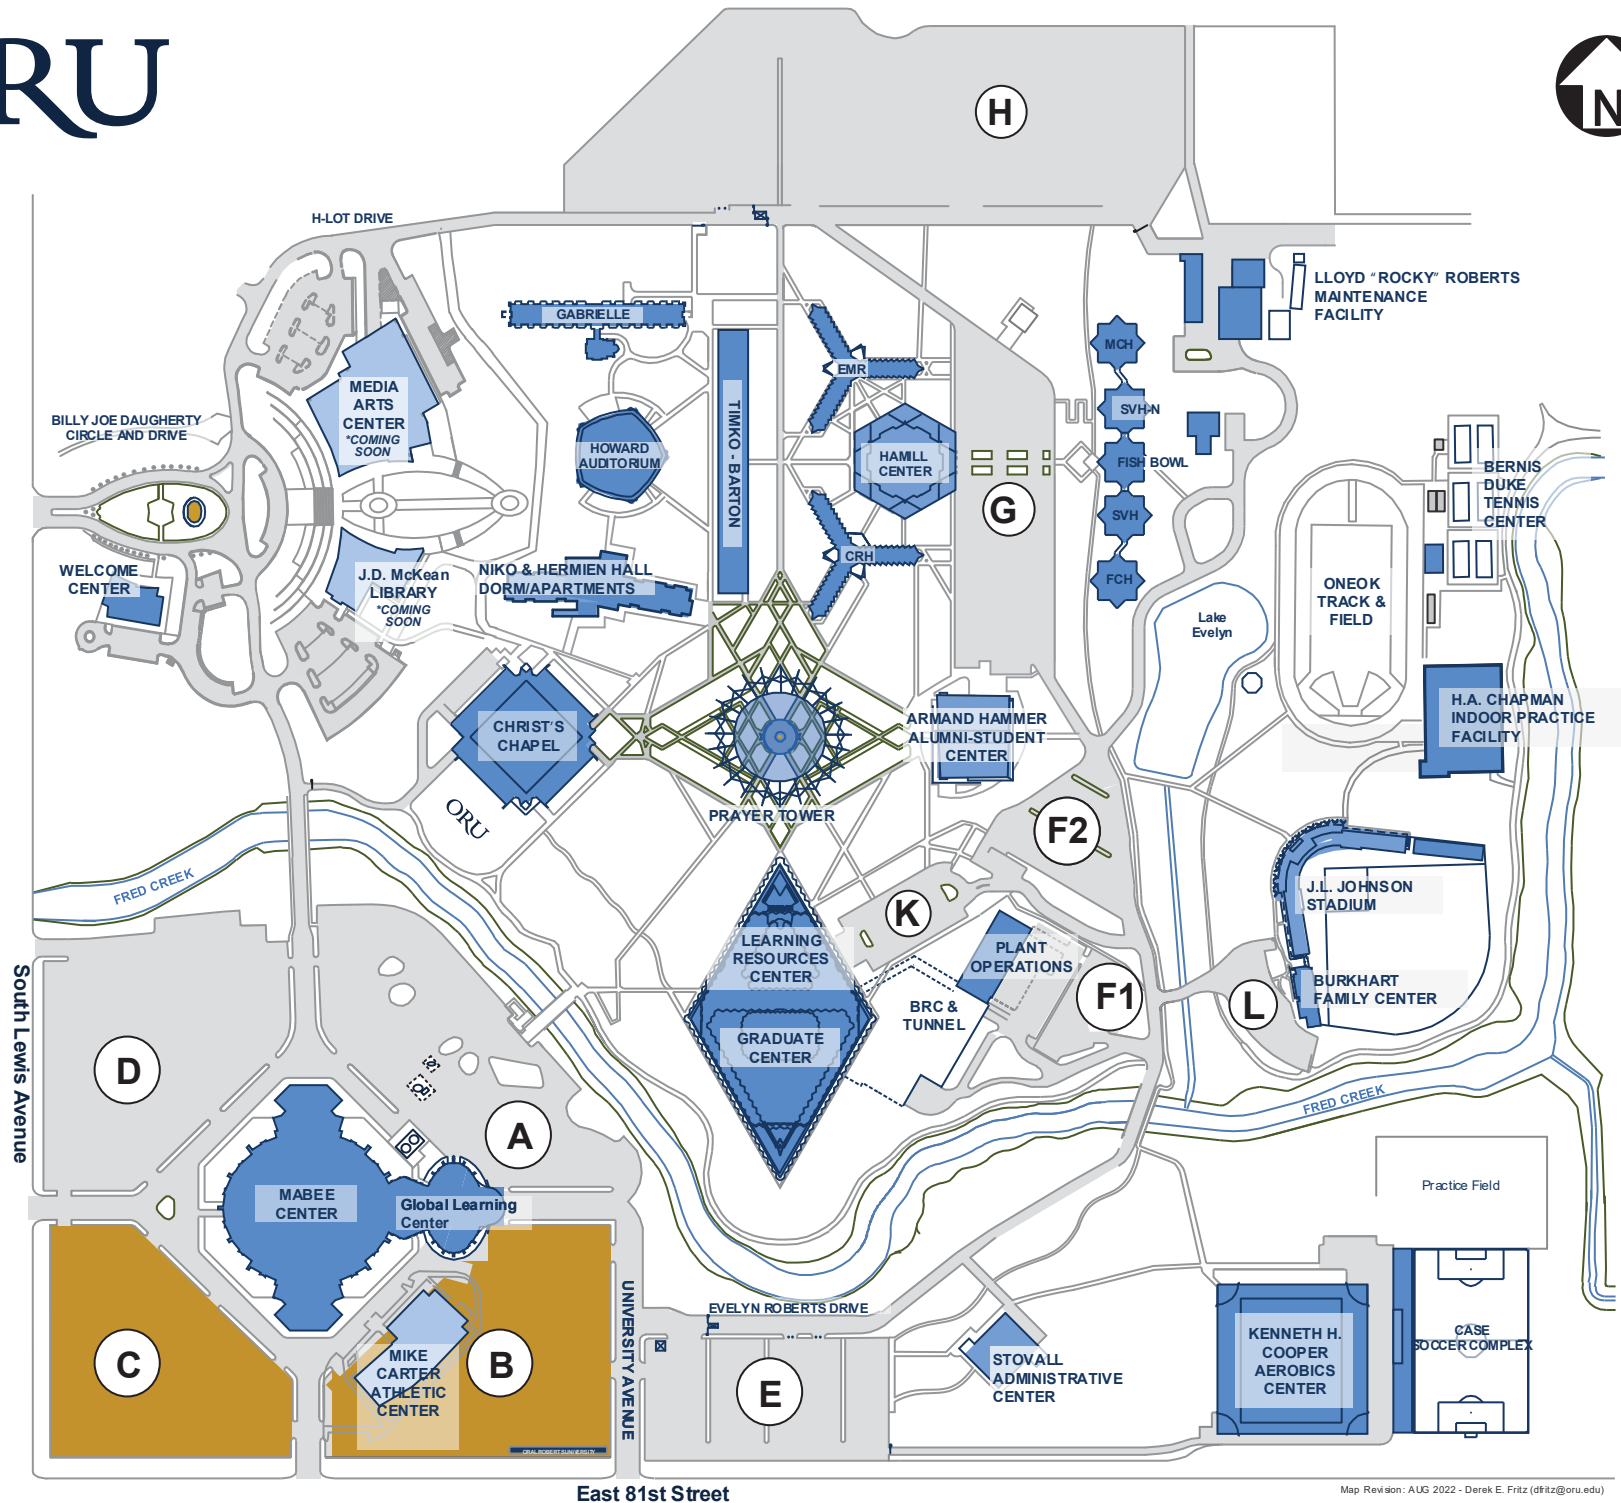 RU
N
H
H-LOT DRIVE
LLOYD "ROCKY" ROBERTS
MAINTENANCE
FACILITY
GABRIELLE
MCH
EMR
MEDIA
ARTS
CENTER
*COMING
SOON
BILLY JOE DAUGHERTY
CIRCLE AND DRIVE
TIMKO - BARTON
SVH-N
HOWARD
AUDITORIUM
HAMILL
CENTER
FISH BOWL
BERNIS
DUKE
TENNIS
CENTER
G
SVH
CRH
WELCOME
CENTER
J.D. McKean
LIBRARY
*COMING
SOON
NIKO & HERMIEN HALL
DORM/APARTMENTS
FCH
ONEOK
TRACK &
FIELD
Lake
Evelyn
CHRIST'S
CHAPEL
ARMAND HAMMER
ALUMNI-STUDENT
CENTER
H.A. CHAPMAN
INDOOR PRACTICE
FACILITY
ORU
PRAYER TOWER
F2
FRED CREEK
J.L. JOHNSON
STADIUM
K
LEARNING
RESOURCES
CENTER
PLANT
OPERATIONS
BURKHART
FAMILY CENTER
F1
L
BRC &
TUNNEL
GRADUATE
CENTER
South Lewis Avenue
D
A
FRED CREEK
MABEE
CENTER
Global Learning
Center
Practice Field
UNIVERSITY AVENUE
EVELYN ROBERTS DRIVE
C
B
MIKE
CARTER
ATHLETIC
CENTER
E
STOVALL
ADMINISTRATIVE
CENTER
KENNETH H.
COOPER
AEROBICS
CENTER
CASE
SOCCER COMPLEX
ORAL ROBERTS UNIVERSITY
East 81st Street
Map Revision: AUG 2022 - Derek E. Fritz (dfritz@oru.edu)